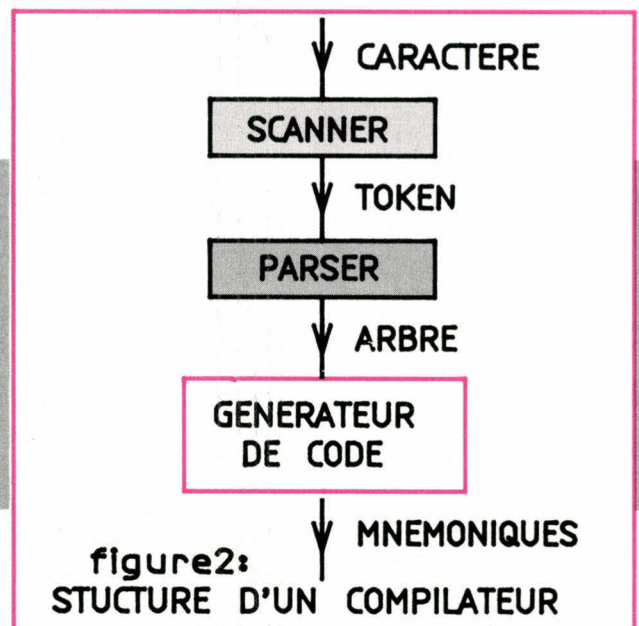 CARACTERE
SCANNER
TOKEN
PARSER
ARBRE
GENERATEUR
DE CODE
MNEMONIQUES
figure2:
STUCTURE D'UN COMPILATEUR